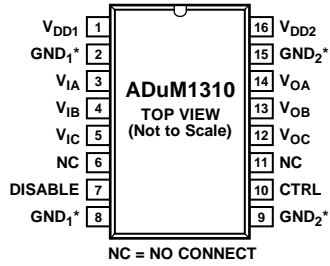 VDD1 1 16 VDD2
GND1* 2 15 GND2*
VIA 3 ADuM1310 14 VOA
VIB 4 TOP VIEW 13 VOB
VIC 5 (Not to Scale) 12 VOC
NC 6 11 NC
DISABLE 7 10 CTRL
GND1* 8 9 GND2*
NC = NO CONNECT